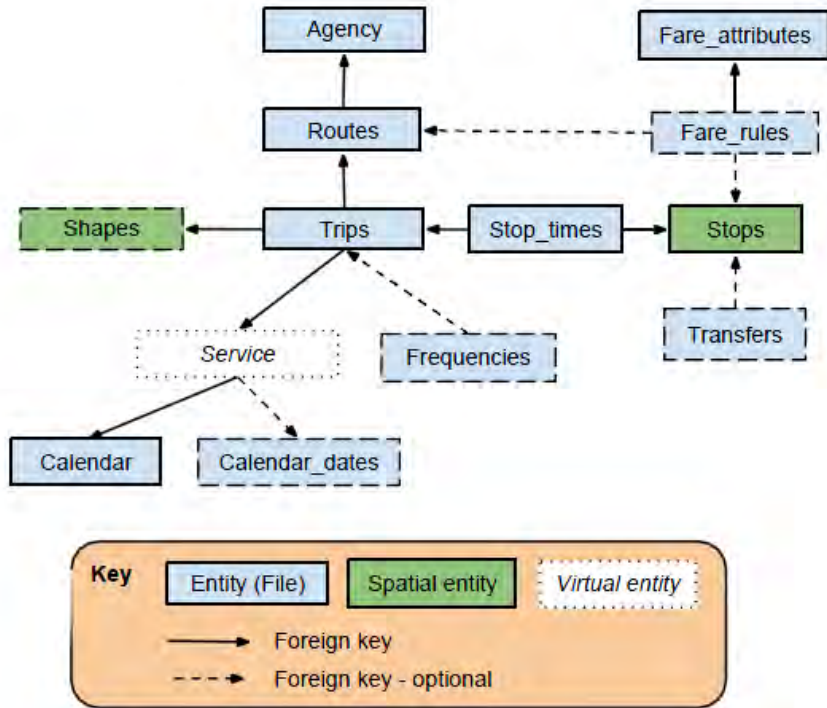 Agency
Fare_attributes
Routes
Fare_rules
Shapes
Trips
Stop_times
Stops
Service
Frequencies
Transfers
Calendar
Calendar_dates
Key
Entity (File)
Spatial entity
Virtual entity
Foreign key
Foreign key - optional